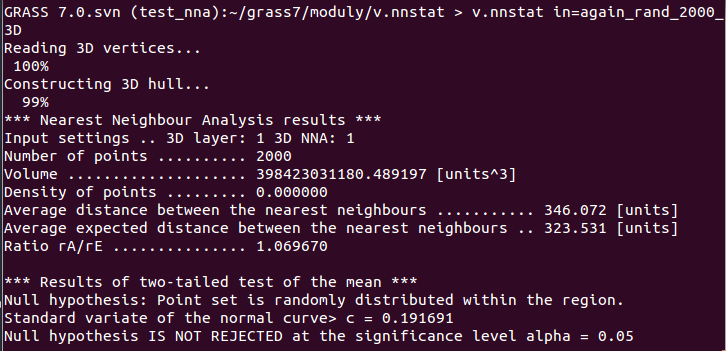 GRASS 7.0.svn (test_nna):~/grass7/moduly/v.nnstat > v.nnstat in=again_rand_2000_
3D
Reading 3D vertices...
100%
Constructing 3D hull...
99%
*** Nearest Neighbour Analysis results ***
Input settings .. 3D layer: 1 3D NNA: 1
Number of points .......... 2000
Volume .................... 398423031180.489197 [units^3]
Density of points ......... 0.000000
Average distance between the nearest neighbours ........... 346.072 [units]
Average expected distance between the nearest neighbours .. 323.531 [units]
Ratio rA/rE ............... 1.069670
*** Results of two-tailed test of the mean ***
Null hypothesis: Point set is randomly distributed within the region.
Standard variate of the normal curve> c = 0.191691
Null hypothesis IS NOT REJECTED at the significance level alpha = 0.05